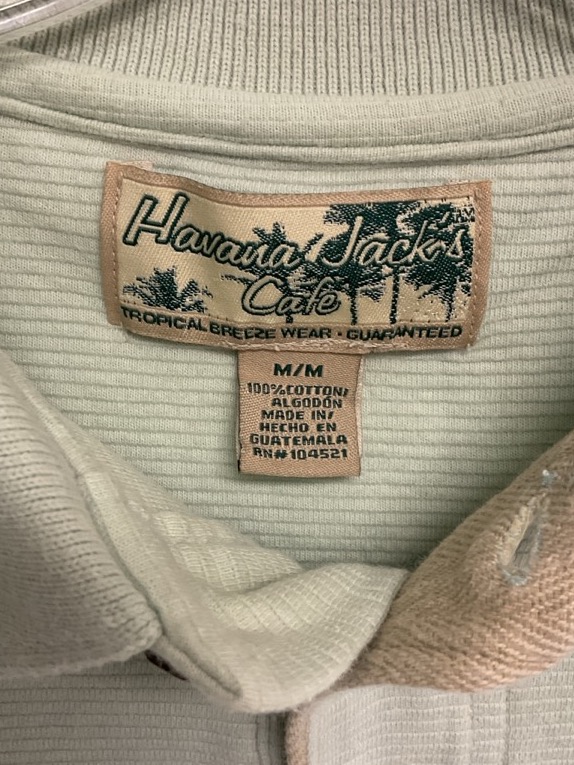 Havana Jack's
Cafe
TROPICAL BREEZE WEAR · GUARANTEED
M/M
100% COTTON/
ALGODÓN
MADE IN/
HECHO EN
GUATEMALA
RN# 104521